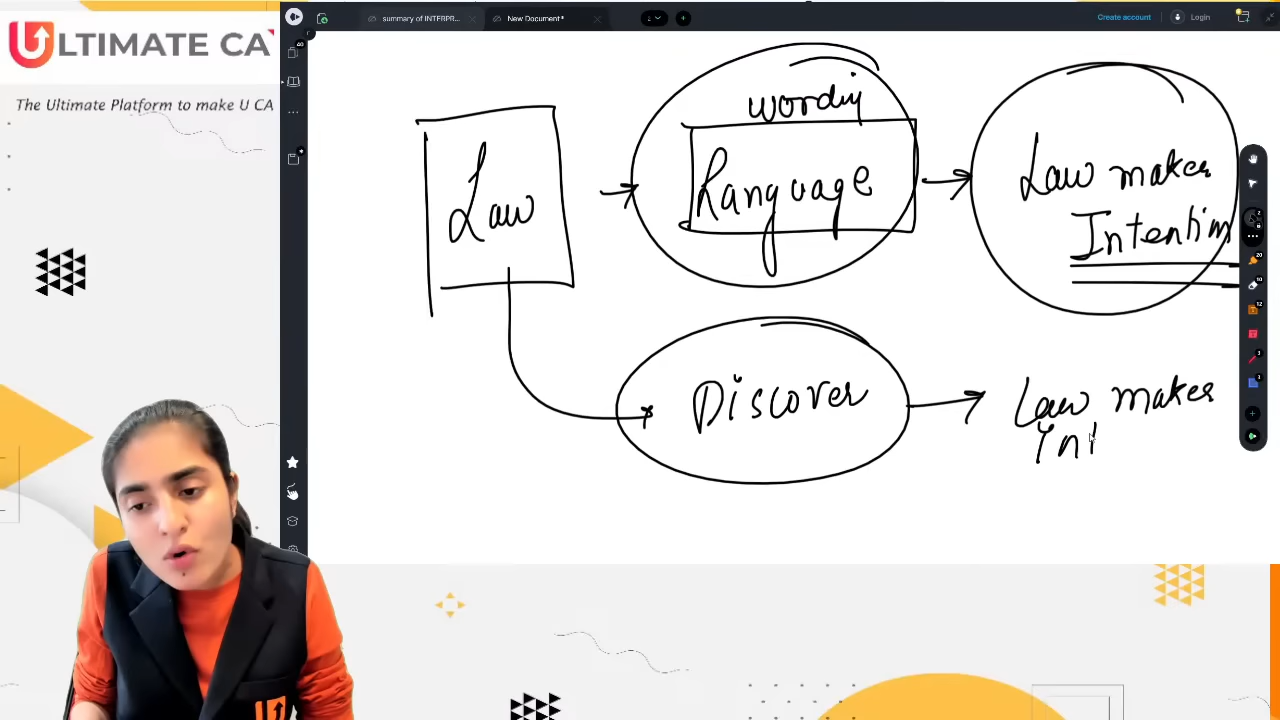 ULTIMATE CA
The Ultimate Platform to make U CA
summary of INTERPR...
New Document*
2
Create account
Login
Law
wording
Language
Law maker
Intention
Discover
Law maker
int